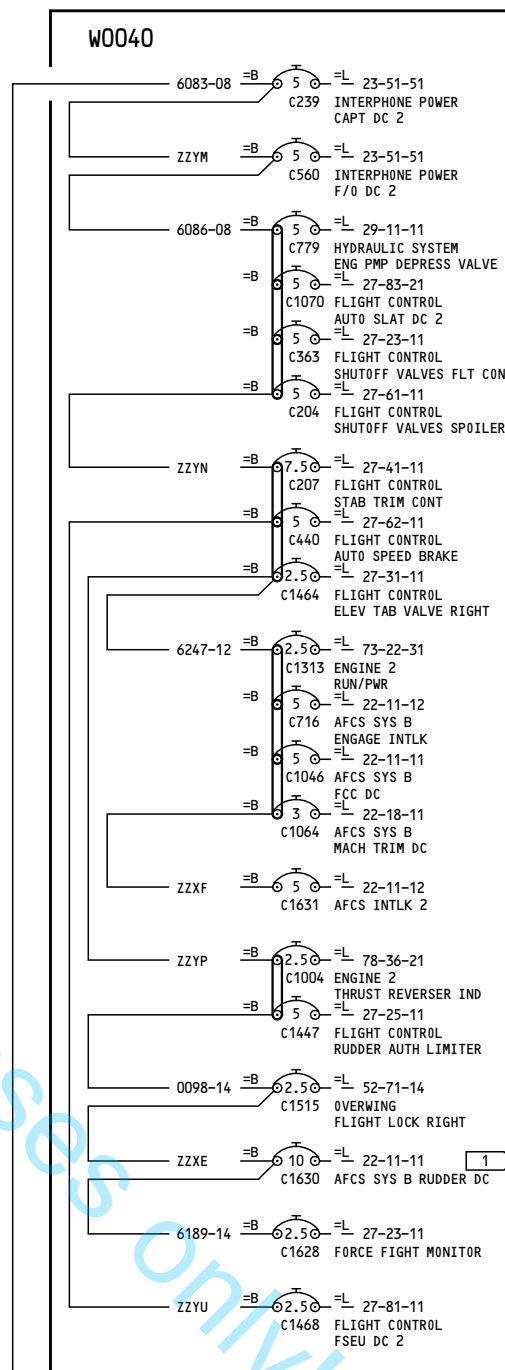 W0040
6083-08 =B 5 =L 23-51-51
C239 INTERPHONE POWER
CAPT DC 2
ZZYM =B 5 =L 23-51-51
C560 INTERPHONE POWER
F/O DC 2
6086-08 =B 5 =L 29-11-11
C779 HYDRAULIC SYSTEM
ENG PMP DEPRESS VALVE
=B 5 =L 27-83-21
C1070 FLIGHT CONTROL
AUTO SLAT DC 2
=B 5 =L 27-23-11
C363 FLIGHT CONTROL
SHUTOFF VALVES FLT CON
=B 5 =L 27-61-11
C204 FLIGHT CONTROL
SHUTOFF VALVES SPOILER
ZZYN =B 7.5 =L 27-41-11
C207 FLIGHT CONTROL
STAB TRIM CONT
=B 5 =L 27-62-11
C440 FLIGHT CONTROL
AUTO SPEED BRAKE
=B 2.5 =L 27-31-11
C1464 FLIGHT CONTROL
ELEV TAB VALVE RIGHT
6247-12 =B 2.5 =L 73-22-31
C1313 ENGINE 2
RUN/PWR
=B 5 =L 22-11-12
C716 AFCS SYS B
ENGAGE INTLK
=B 5 =L 22-11-11
C1046 AFCS SYS B
FCC DC
=B 3 =L 22-18-11
C1064 AFCS SYS B
MACH TRIM DC
ZZXF =B 5 =L 22-11-12
C1631 AFCS INTLK 2
ZZYP =B 2.5 =L 78-36-21
C1004 ENGINE 2
THRUST REVERSER IND
=B 5 =L 27-25-11
C1447 FLIGHT CONTROL
RUDDER AUTH LIMITER
0098-14 =B 2.5 =L 52-71-14
C1515 OVERWING
FLIGHT LOCK RIGHT
ZZXE =B 10 =L 22-11-11 1
C1630 AFCS SYS B RUDDER DC
6189-14 =B 2.5 =L 27-23-11
C1628 FORCE FIGHT MONITOR
ZZYU =B 2.5 =L 27-81-11
C1468 FLIGHT CONTROL
FSEU DC 2
ses only!